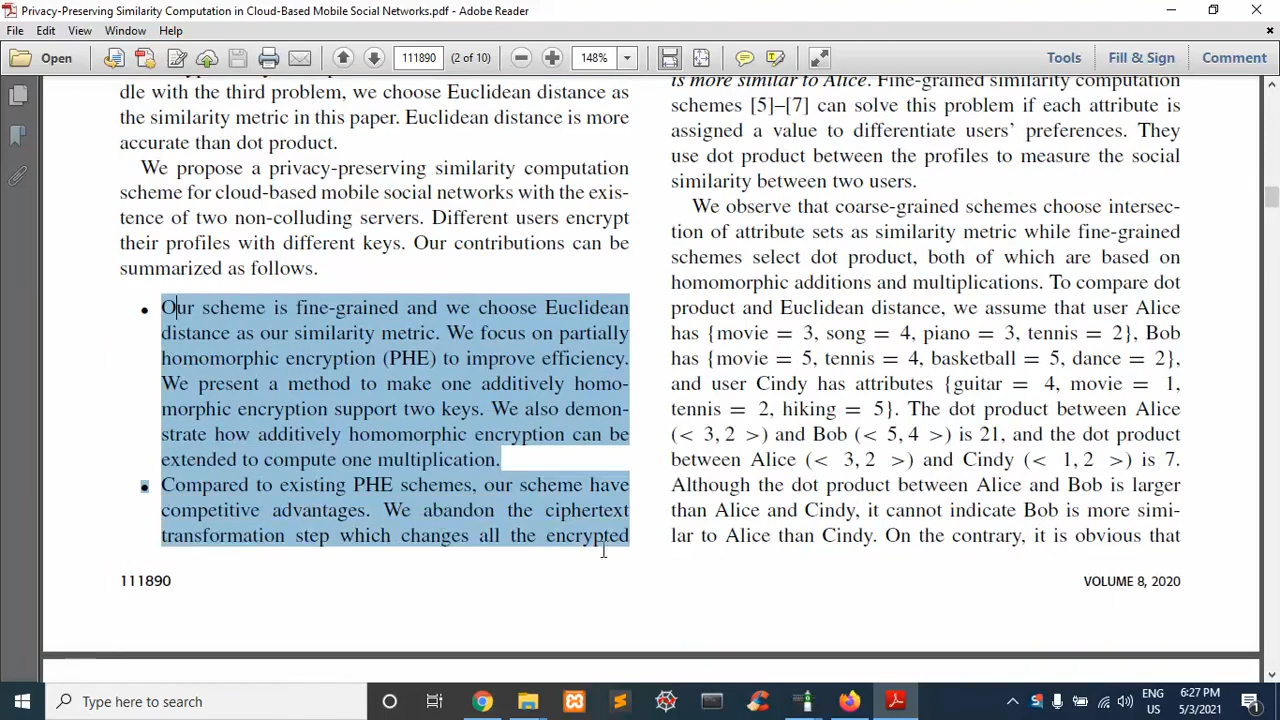 Privacy-Preserving Similarity Computation in Cloud-Based Mobile Social Networks.pdf - Adobe Reader
File Edit View Window Help
Open
111890 (2 of 10)
148%
Tools Fill & Sign Comment
dle with the third problem, we choose Euclidean distance as
the similarity metric in this paper. Euclidean distance is more
accurate than dot product.
We propose a privacy-preserving similarity computation
scheme for cloud-based mobile social networks with the exis-
tence of two non-colluding servers. Different users encrypt
their profiles with different keys. Our contributions can be
summarized as follows.
• Our scheme is fine-grained and we choose Euclidean
distance as our similarity metric. We focus on partially
homomorphic encryption (PHE) to improve efficiency.
We present a method to make one additively homo-
morphic encryption support two keys. We also demon-
strate how additively homomorphic encryption can be
extended to compute one multiplication.
• Compared to existing PHE schemes, our scheme have
competitive advantages. We abandon the ciphertext
transformation step which changes all the encrypted
is more similar to Alice. Fine-grained similarity computation
schemes [5]–[7] can solve this problem if each attribute is
assigned a value to differentiate users' preferences. They
use dot product between the profiles to measure the social
similarity between two users.
We observe that coarse-grained schemes choose intersec-
tion of attribute sets as similarity metric while fine-grained
schemes select dot product, both of which are based on
homomorphic additions and multiplications. To compare dot
product and Euclidean distance, we assume that user Alice
has {movie = 3, song = 4, piano = 3, tennis = 2}, Bob
has {movie = 5, tennis = 4, basketball = 5, dance = 2},
and user Cindy has attributes {guitar = 4, movie = 1,
tennis = 2, hiking = 5}. The dot product between Alice
(< 3, 2 >) and Bob (< 5, 4 >) is 21, and the dot product
between Alice (< 3, 2 >) and Cindy (< 1, 2 >) is 7.
Although the dot product between Alice and Bob is larger
than Alice and Cindy, it cannot indicate Bob is more simi-
lar to Alice than Cindy. On the contrary, it is obvious that
111890
VOLUME 8, 2020
Type here to search
ENG
US
6:27 PM
5/3/2021
1